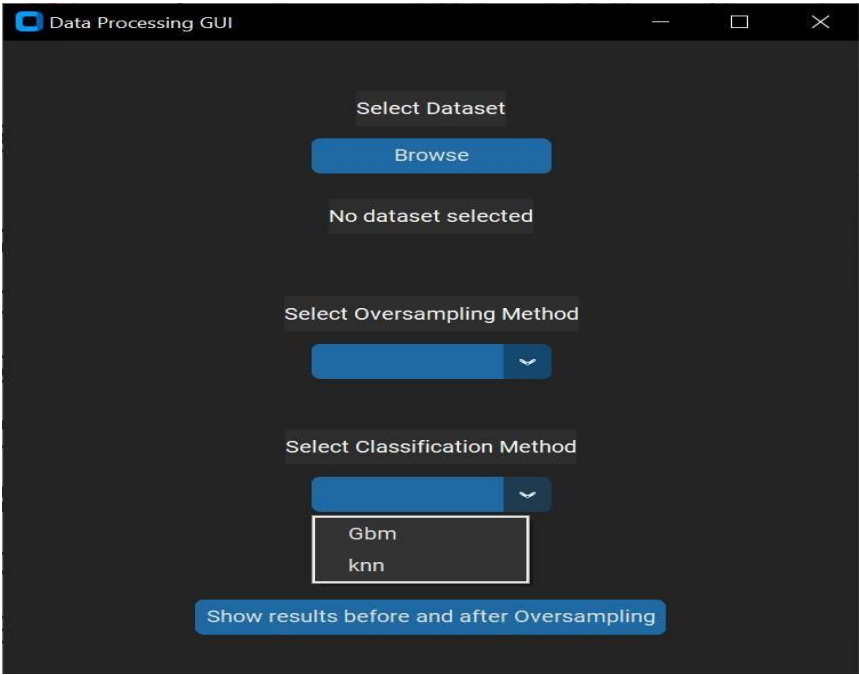 Data Processing GUI
Select Dataset
Browse
No dataset selected
Select Oversampling Method
Select Classification Method
Gbm
knn
Show results before and after Oversampling